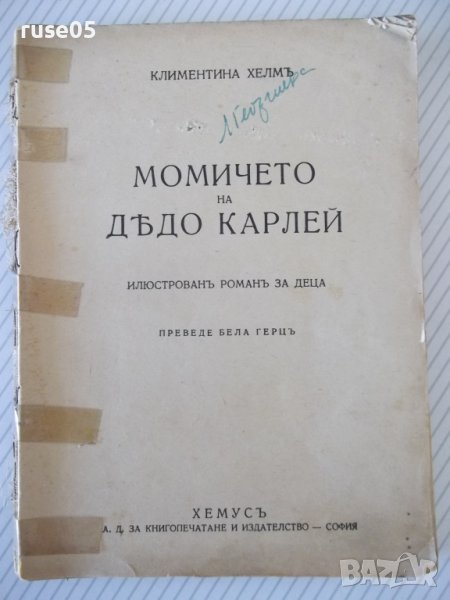 ruse05
КЛИМЕНТИНА ХЕЛМЪ
МОМИЧЕТО
НА
ДѢДО КАРЛЕЙ
ИЛЮСТРОВАНЪ РОМАНЪ ЗА ДЕЦА
ПРЕВЕДЕ БЕЛА ГЕРЦЪ
ХЕМУСЪ
А. Д. ЗА КНИГОПЕЧАТАНЕ И ИЗДАТЕЛСТВО — СОФИЯ
BAZAR